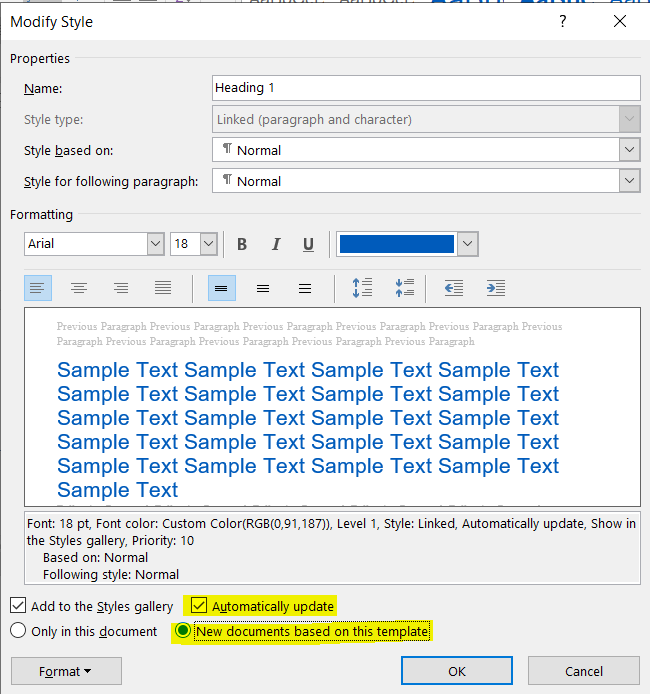 Modify Style
?
Properties
Name:
Heading 1
Style type:
Linked (paragraph and character)
Style based on:
¶ Normal
Style for following paragraph:
¶ Normal
Formatting
Arial
18
B I U
Previous Paragraph Previous Paragraph Previous Paragraph Previous Paragraph Previous Paragraph Previous
Paragraph Previous Paragraph Previous Paragraph Previous Paragraph Previous Paragraph
Sample Text Sample Text Sample Text Sample Text
Sample Text Sample Text Sample Text Sample Text
Sample Text Sample Text Sample Text Sample Text
Sample Text Sample Text Sample Text Sample Text
Sample Text Sample Text Sample Text Sample Text
Sample Text
Font: 18 pt, Font color: Custom Color(RGB(0,91,187)), Level 1, Style: Linked, Automatically update, Show in
the Styles gallery, Priority: 10
Based on: Normal
Following style: Normal
Add to the Styles gallery
Automatically update
Only in this document
New documents based on this template
Format
OK
Cancel